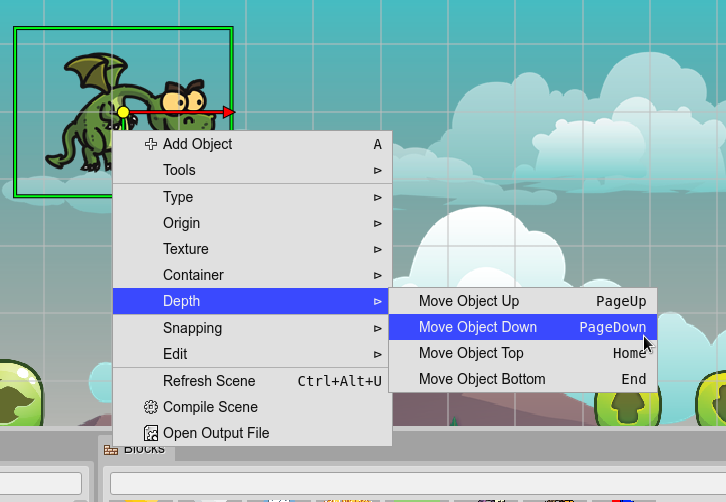 Add Object A
Tools
Type
Origin
Texture
Container
Depth
Snapping
Edit
Refresh Scene Ctrl+Alt+U
Compile Scene
Open Output File
Move Object Up PageUp
Move Object Down PageDown
Move Object Top Home
Move Object Bottom End
Blocks